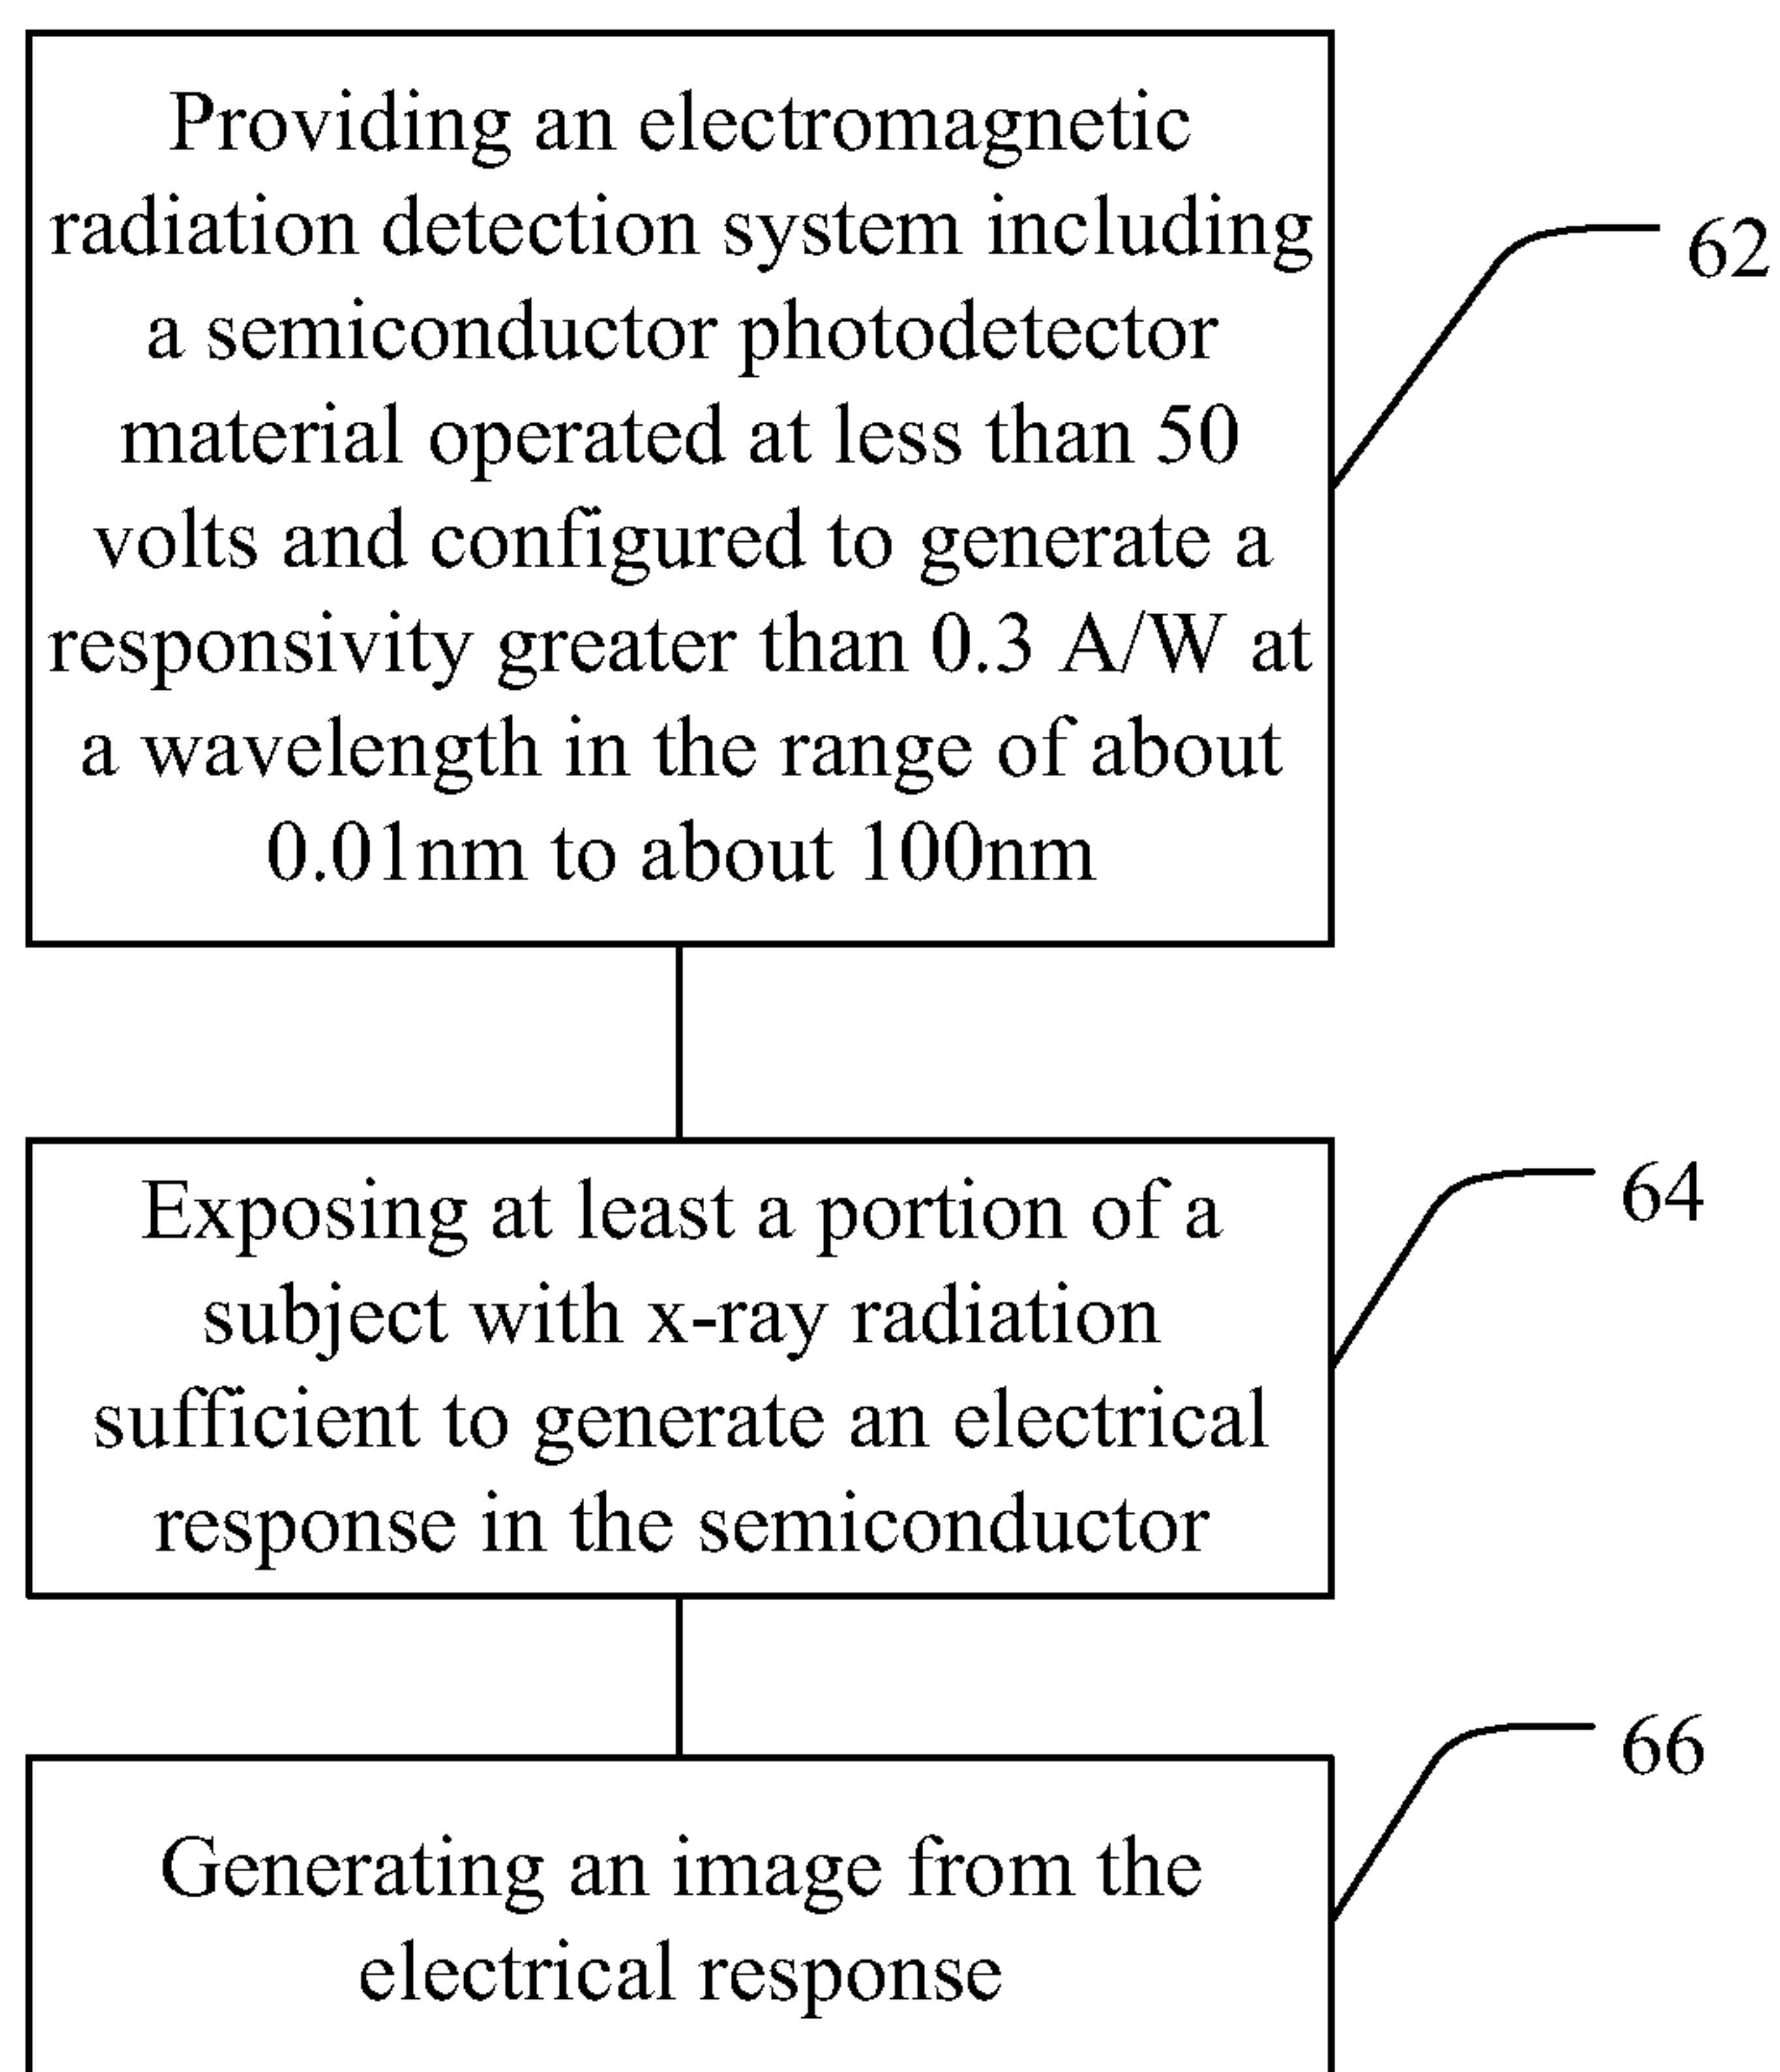 Providing an electromagnetic
radiation detection system including
a semiconductor photodetector
material operated at less than 50
volts and configured to generate a
responsivity greater than 0.3 A/W at
a wavelength in the range of about
0.01nm to about 100nm
62
Exposing at least a portion of a
subject with x-ray radiation
sufficient to generate an electrical
response in the semiconductor
64
Generating an image from the
electrical response
66